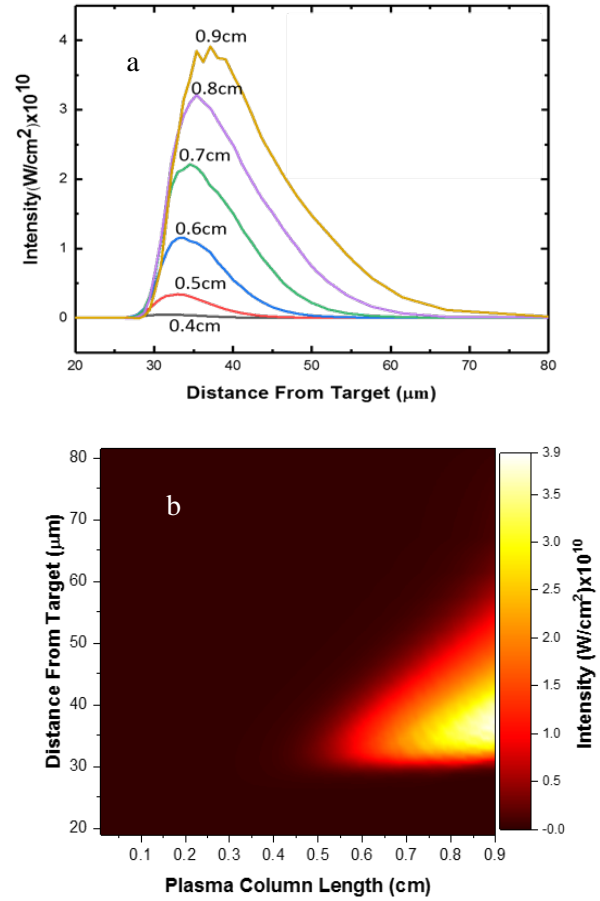 a
0.9cm
0.8cm
0.7cm
0.6cm
0.5cm
0.4cm
4
3
2
1
0
Intensity(W/cm²)x10¹⁰
20 30 40 50 60 70 80
Distance From Target (μm)
b
80
70
60
50
40
30
20
Distance From Target (μm)
0.1 0.2 0.3 0.4 0.5 0.6 0.7 0.8 0.9
Plasma Column Length (cm)
3.9
3.5
3.0
2.5
2.0
1.5
1.0
0.5
-0.0
Intensity (W/cm²)x10¹⁰